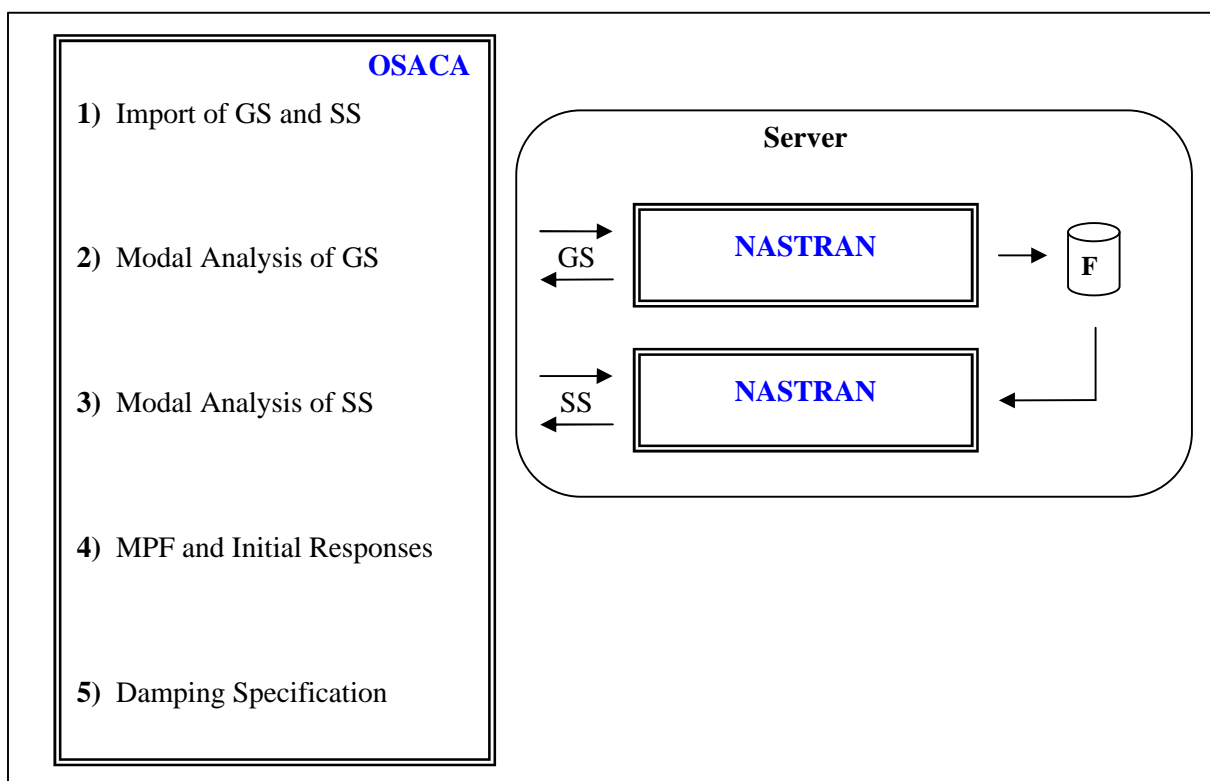 OSACA
1) Import of GS and SS
2) Modal Analysis of GS
3) Modal Analysis of SS
4) MPF and Initial Responses
5) Damping Specification
Server
GS
NASTRAN
F
SS
NASTRAN